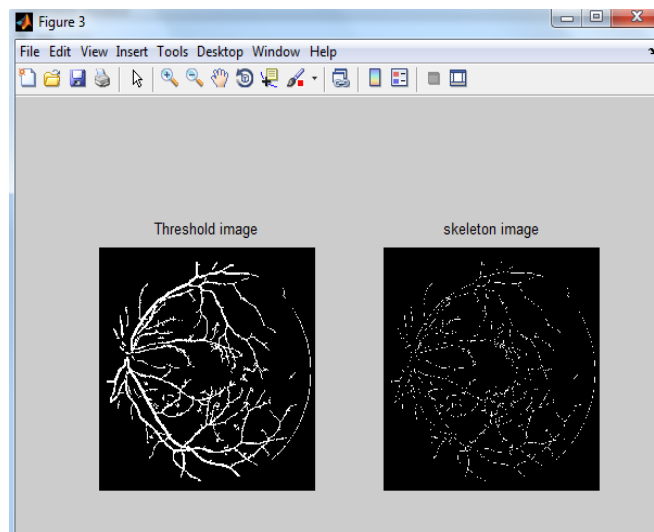 Figure 3
File Edit View Insert Tools Desktop Window Help
Threshold image
skeleton image